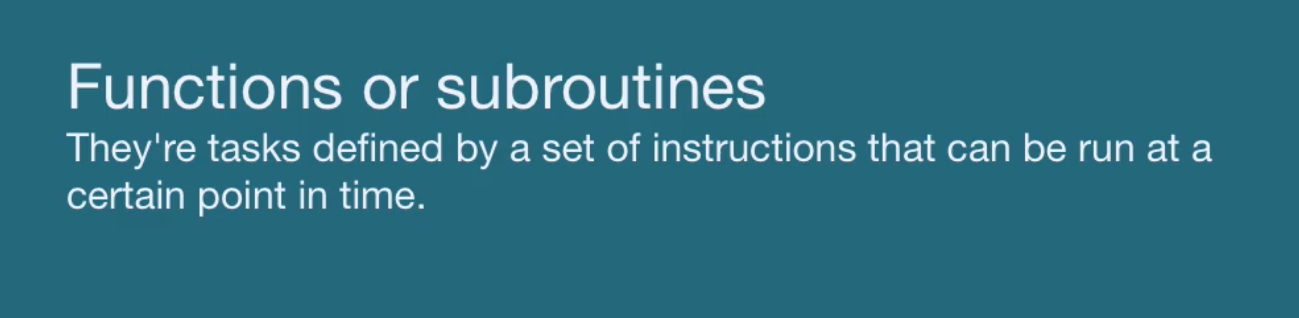 Functions or subroutines
They're tasks defined by a set of instructions that can be run at a
certain point in time.